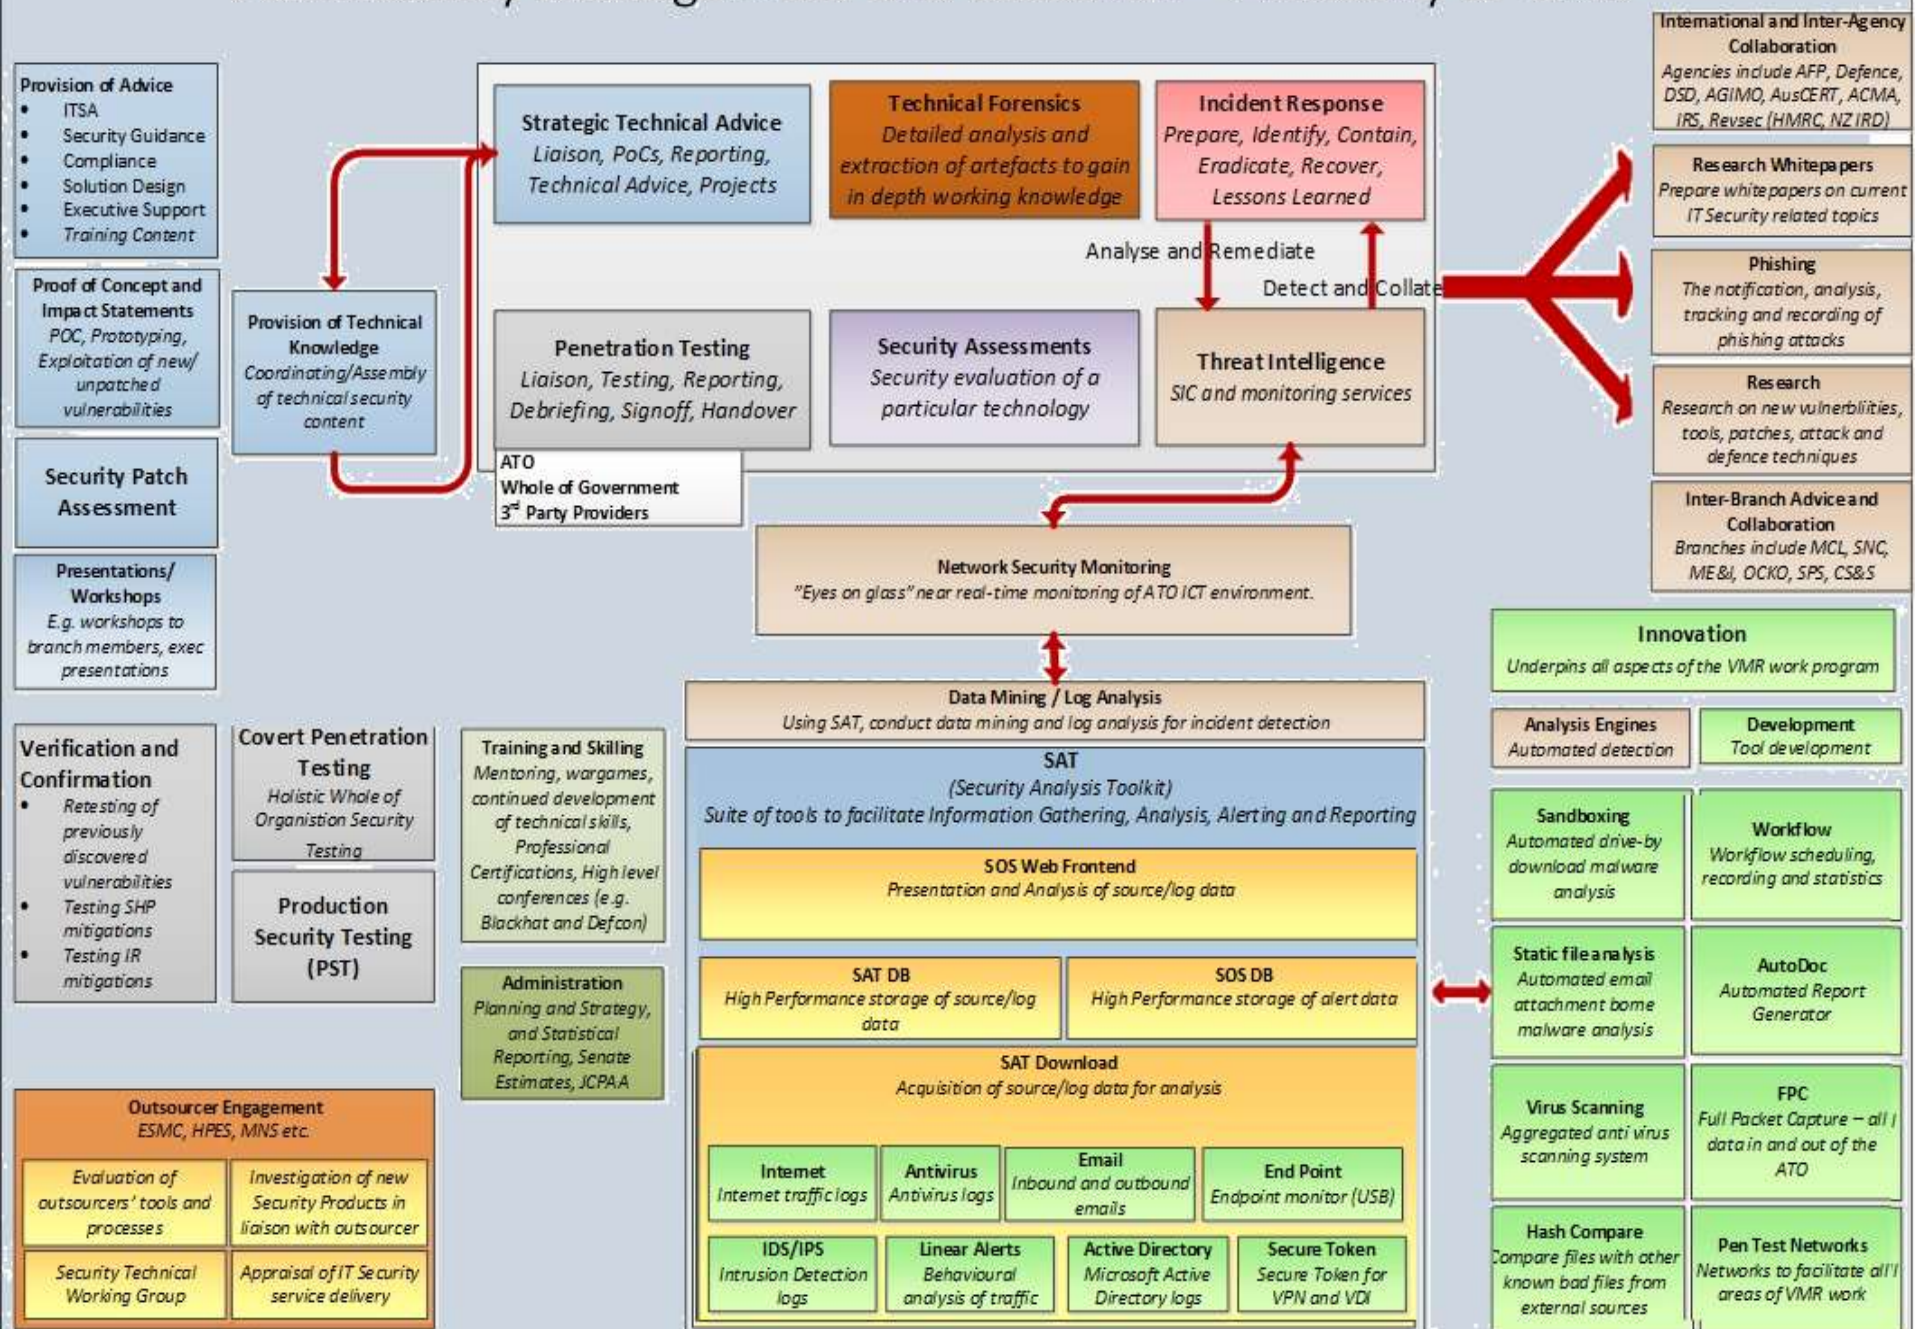 Provision of Advice
• ITSA
• Security Guidance
• Compliance
• Solution Design
• Executive Support
• Training Content
Proof of Concept and
Impact Statements
POC, Prototyping,
Exploitation of new/
unpatched
vulnerabilities
Security Patch
Assessment
Presentations/
Workshops
E.g. workshops to
branch members, exec
presentations
Provision of Technical
Knowledge
Coordinating/Assembly
of technical security
content
Strategic Technical Advice
Liaison, PoCs, Reporting,
Technical Advice, Projects
Technical Forensics
Detailed analysis and
extraction of artefacts to gain
in depth working knowledge
Incident Response
Prepare, Identify, Contain,
Eradicate, Recover,
Lessons Learned
Analyse and Remediate
Detect and Collate
Penetration Testing
Liaison, Testing, Reporting,
Debriefing, Signoff, Handover
Security Assessments
Security evaluation of a
particular technology
Threat Intelligence
SIC and monitoring services
ATO
Whole of Government
3rd Party Providers
International and Inter-Agency
Collaboration
Agencies include AFP, Defence,
DSD, AGIMO, AusCERT, ACMA,
IRS, Revsec (HMRC, NZ IRD)
Research Whitepapers
Prepare whitepapers on current
IT Security related topics
Phishing
The notification, analysis,
tracking and recording of
phishing attacks
Research
Research on new vulnerbliities,
tools, patches, attack and
defence techniques
Inter-Branch Advice and
Collaboration
Branches include MCL, SNC,
ME&I, OCKO, SPS, CS&S
Network Security Monitoring
"Eyes on glass" near real-time monitoring of ATO ICT environment.
Data Mining / Log Analysis
Using SAT, conduct data mining and log analysis for incident detection
SAT
(Security Analysis Toolkit)
Suite of tools to facilitate Information Gathering, Analysis, Alerting and Reporting
SOS Web Frontend
Presentation and Analysis of source/log data
SAT DB
High Performance storage of source/log
data
SOS DB
High Performance storage of alert data
SAT Download
Acquisition of source/log data for analysis
Internet
Internet traffic logs
Antivirus
Antivirus logs
Email
Inbound and outbound
emails
End Point
Endpoint monitor (USB)
IDS/IPS
Intrusion Detection
logs
Linear Alerts
Behavioural
analysis of traffic
Active Directory
Microsoft Active
Directory logs
Secure Token
Secure Token for
VPN and VDI
Verification and
Confirmation
• Retesting of
previously
discovered
vulnerabilities
• Testing SHP
mitigations
• Testing IR
mitigations
Covert Penetration
Testing
Holistic Whole of
Organistion Security
Testing
Production
Security Testing
(PST)
Training and Skilling
Mentoring, wargames,
continued development
of technical skills,
Professional
Certifications, High level
conferences (e.g.
Blackhat and Defcon)
Administration
Planning and Strategy,
and Statistical
Reporting, Senate
Estimates, JCPAA
Outsourcer Engagement
ESMC, HPES, MNS etc.
Evaluation of
outsourcers' tools and
processes
Investigation of new
Security Products in
liaison with outsourcer
Security Technical
Working Group
Appraisal of IT Security
service delivery
Innovation
Underpins all aspects of the VMR work program
Analysis Engines
Automated detection
Development
Tool development
Sandboxing
Automated drive-by
download malware
analysis
Workflow
Workflow scheduling,
recording and statistics
Static file analysis
Automated email
attachment borne
malware analysis
AutoDoc
Automated Report
Generator
Virus Scanning
Aggregated anti virus
scanning system
FPC
Full Packet Capture – all
data in and out of the
ATO
Hash Compare
Compare files with other
known bad files from
external sources
Pen Test Networks
Networks to facilitate all
areas of VMR work